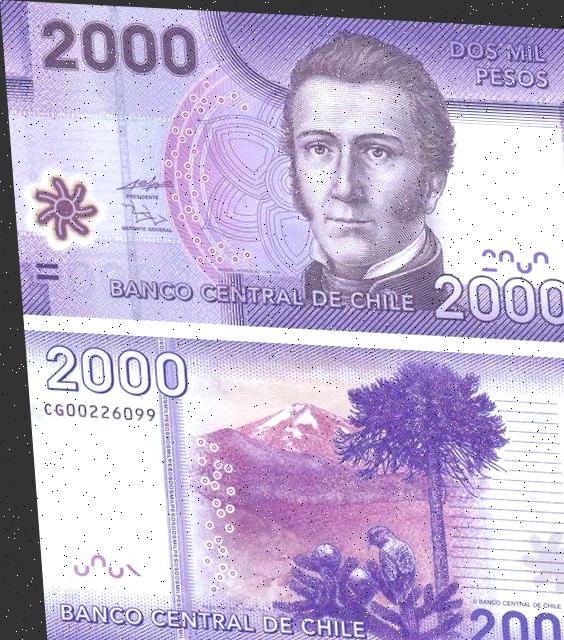 2000
DOS MIL
PESOS
PRESIDENTE
GERENTE GENERAL
BANCO CENTRAL DE CHILE
2000
2000
CG00226099
© BANCO CENTRAL DE CHILE
BANCO CENTRAL DE CHILE
200